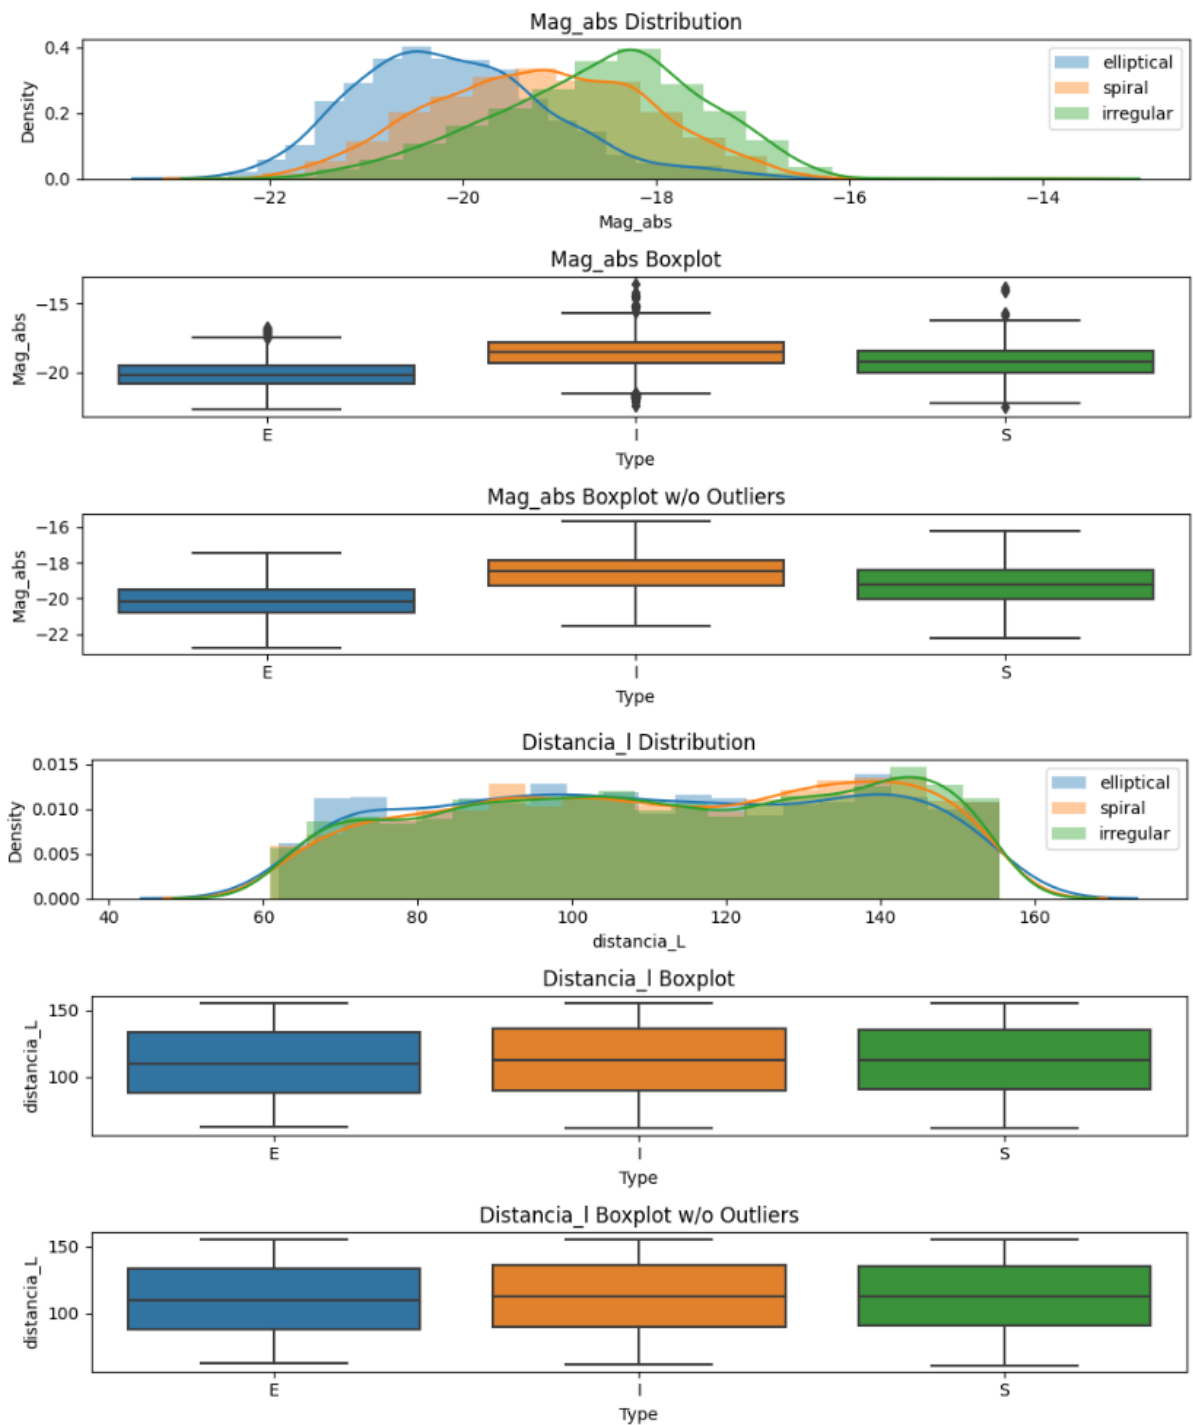 Mag_abs Distribution
0.4
0.2
0.0
Density
elliptical
spiral
irregular
−22 −20 −18 −16 −14
Mag_abs
Mag_abs Boxplot
−15
−20
Mag_abs
E I S
Type
Mag_abs Boxplot w/o Outliers
−16
−18
−20
−22
Mag_abs
E I S
Type
Distancia_l Distribution
0.015
0.010
0.005
0.000
Density
elliptical
spiral
irregular
40 60 80 100 120 140 160
distancia_L
Distancia_l Boxplot
150
100
distancia_L
E I S
Type
Distancia_l Boxplot w/o Outliers
150
100
distancia_L
E I S
Type